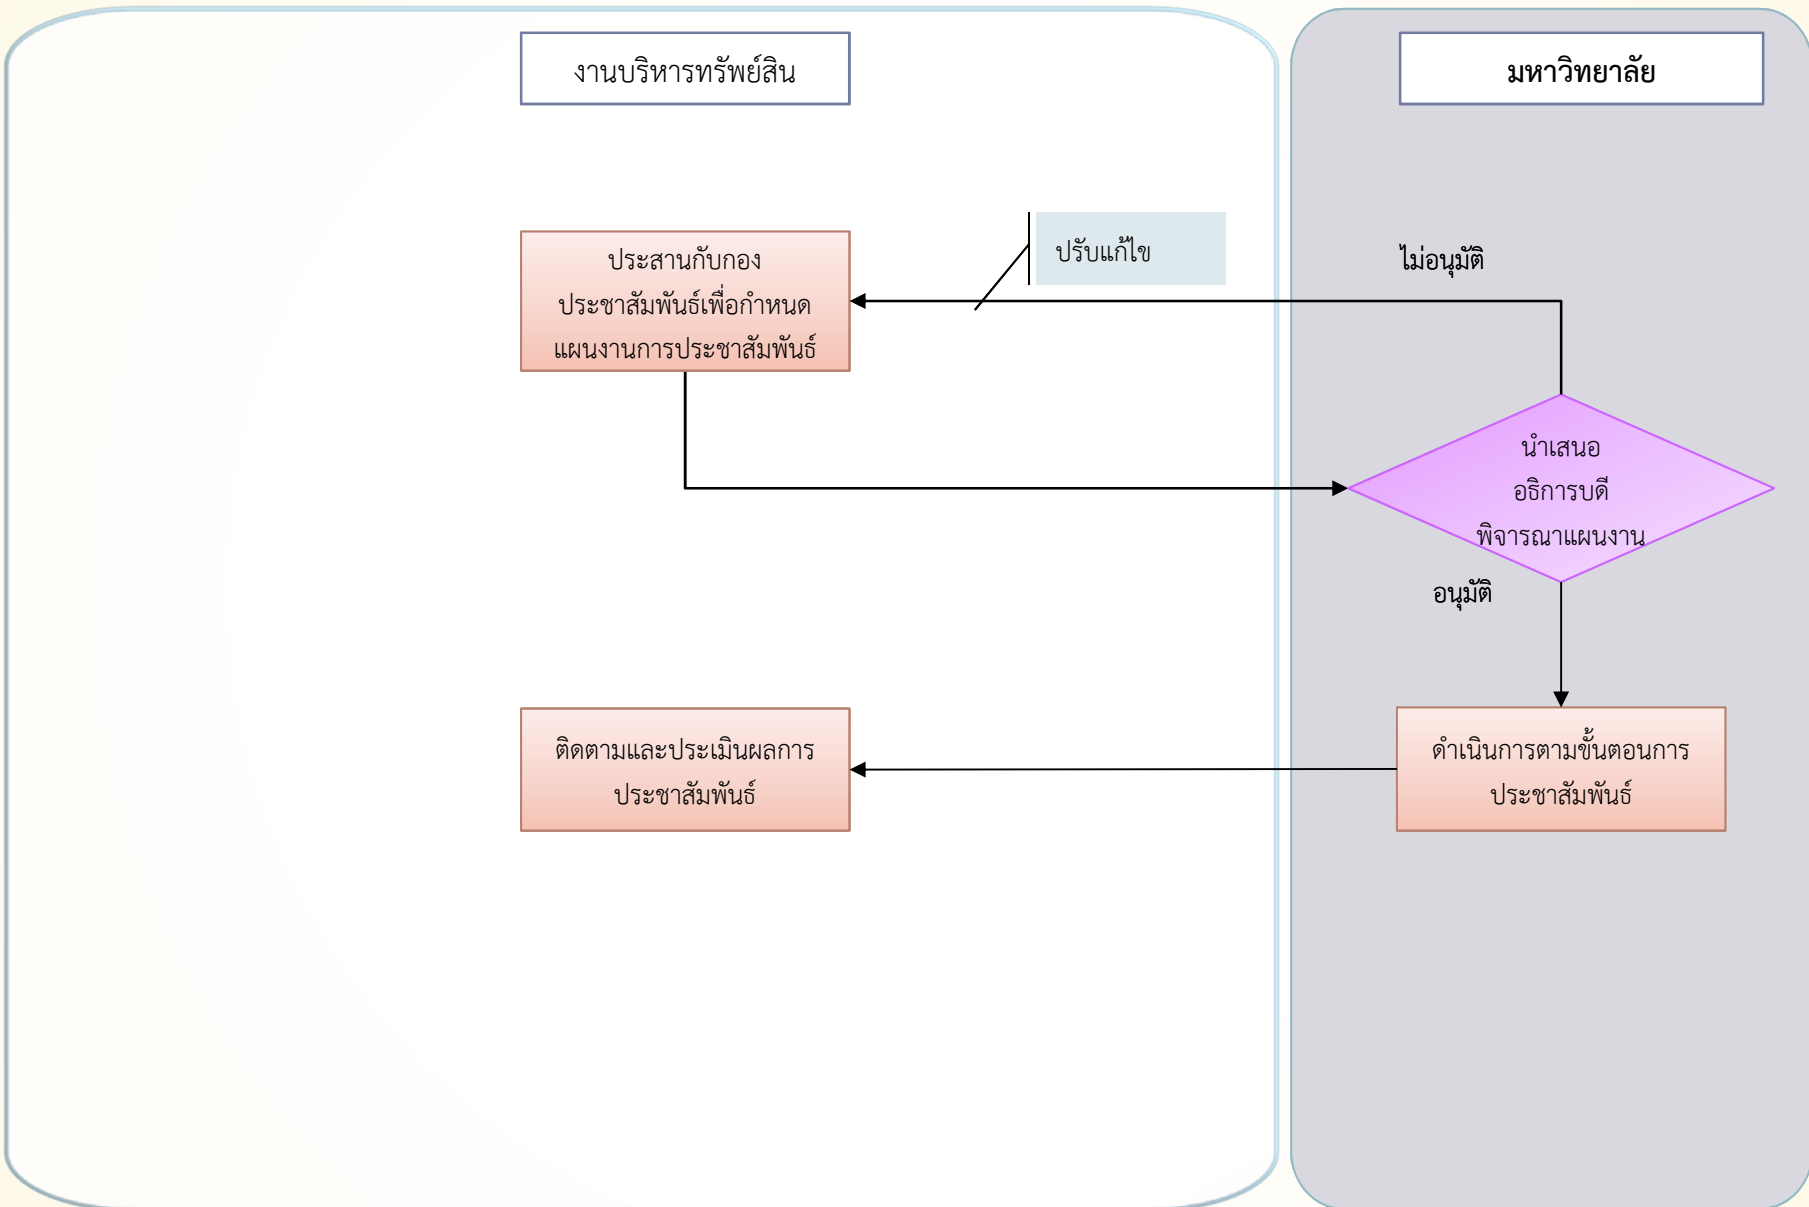 งานบริหารทรัพย์สิน
มหาวิทยาลัย
ประสานกับกอง
ประชาสัมพันธ์เพื่อกำหนด
แผนงานการประชาสัมพันธ์
ปรับแก้ไข
ไม่อนุมัติ
นำเสนอ
อธิการบดี
พิจารณาแผนงาน
อนุมัติ
ติดตามและประเมินผลการ
ประชาสัมพันธ์
ดำเนินการตามขั้นตอนการ
ประชาสัมพันธ์